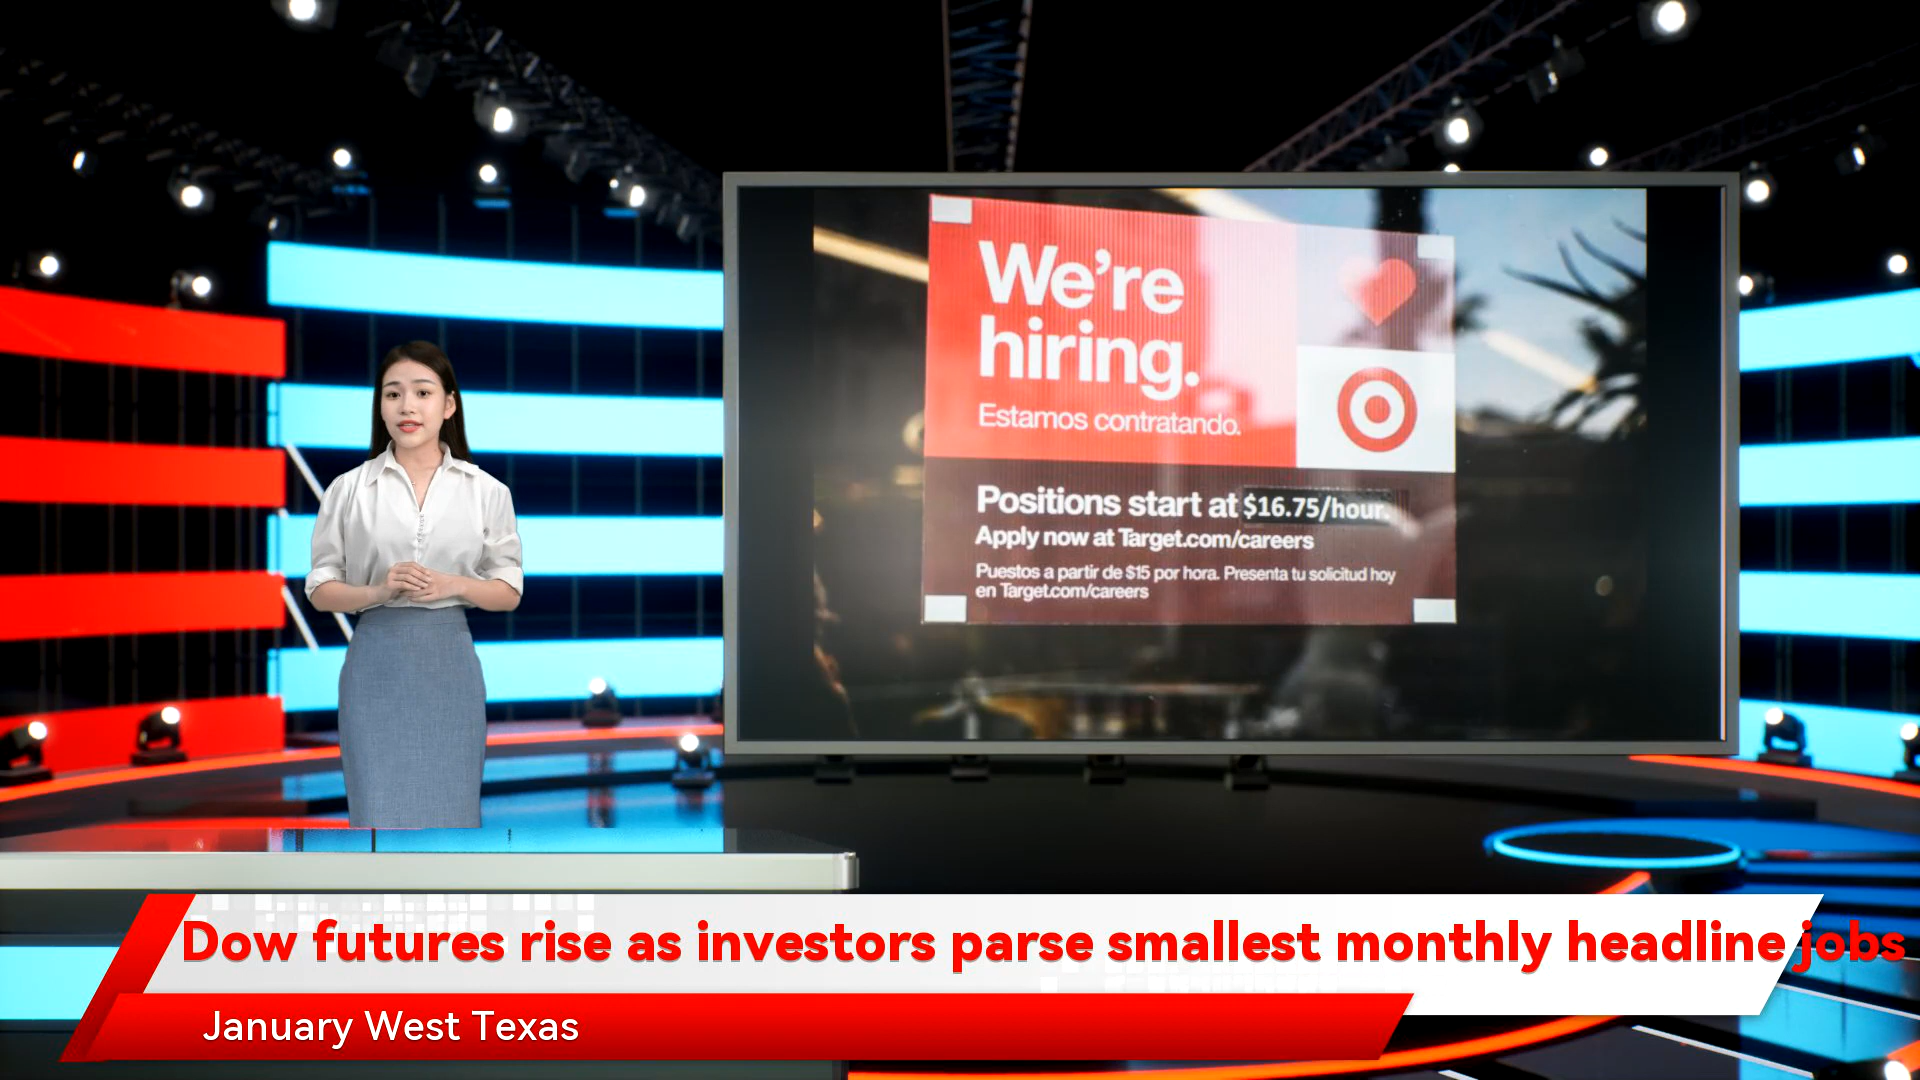 We're
hiring.
Estamos contratando.
Positions start at $16.75/hour.
Apply now at Target.com/careers
Puestos a partir de $15 por hora. Presenta tu solicitud hoy
en Target.com/careers
Dow futures rise as investors parse smallest monthly headline jobs
January West Texas